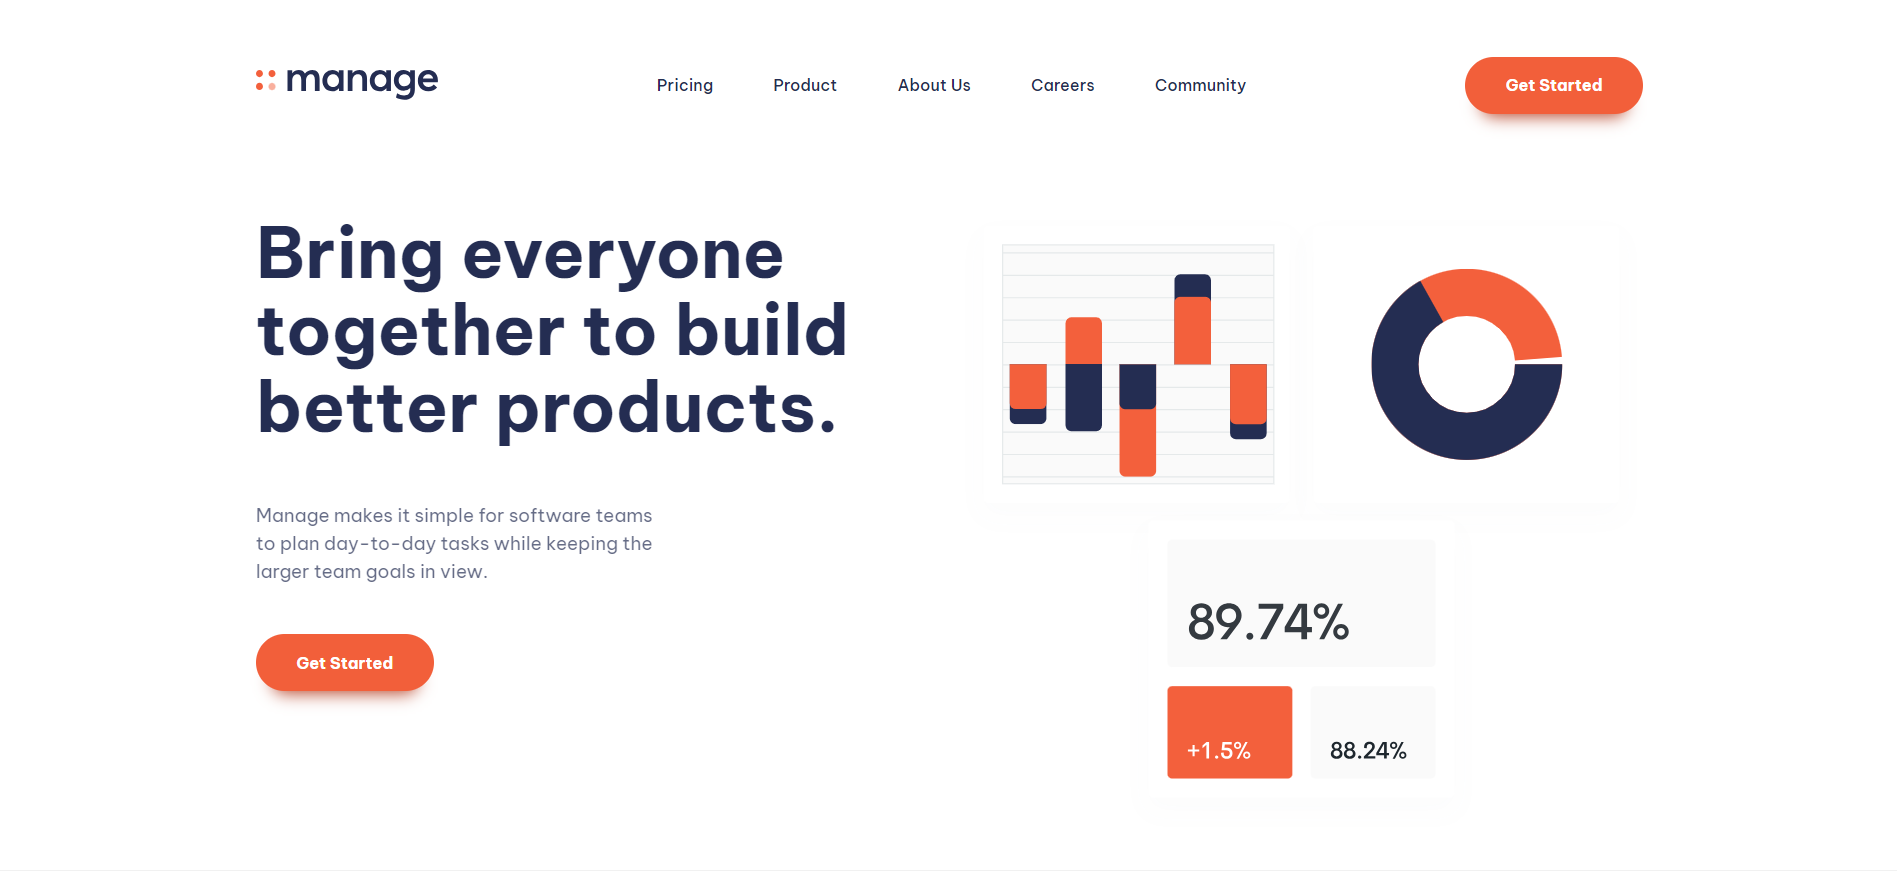 manage
Pricing
Product
About Us
Careers
Community
Get Started
Bring everyone
together to build
better products.
Manage makes it simple for software teams
to plan day-to-day tasks while keeping the
larger team goals in view.
Get Started
89.74%
+1.5%
88.24%